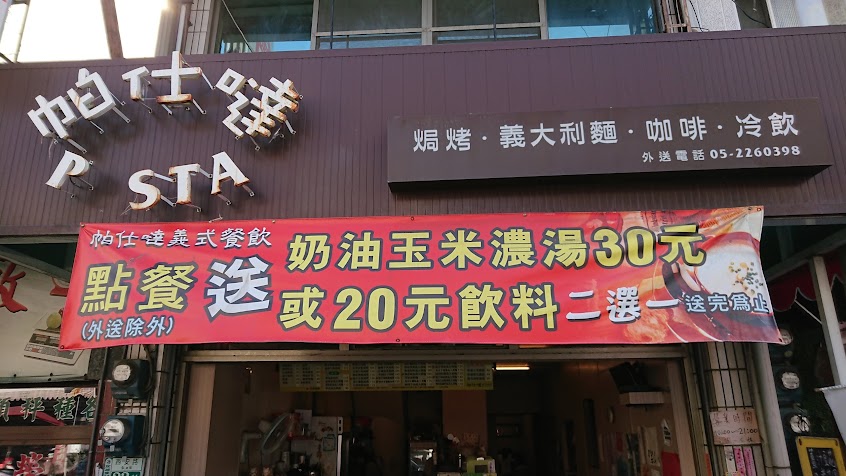 帕仕噠
P STA
焗烤·義大利麵·咖啡·冷飲
外送電話 05-2260398
帕仕噠義式餐飲
點餐送
(外送除外)
奶油玉米濃湯30元
或20元飲料二選一送完為止